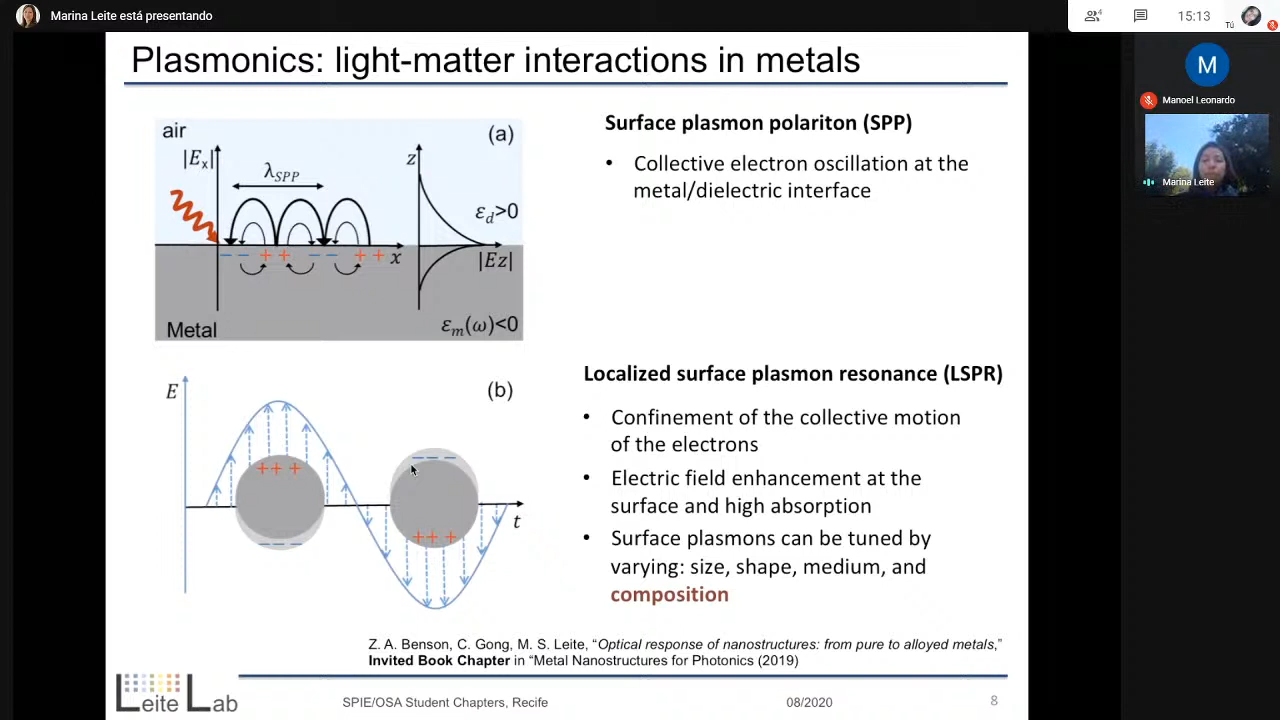 Marina Leite está presentando
4
15:13
Tú
M
Manoel Leonardo
Marina Leite
Plasmonics: light-matter interactions in metals
air
(a)
|Eₓ|
λ_SPP
z
ε_d>0
− − + + − − + + x
|Ez|
Metal
ε_m(ω)<0
Surface plasmon polariton (SPP)
• Collective electron oscillation at the
metal/dielectric interface
E
(b)
++ +
− − −
− − −
++ +
t
Localized surface plasmon resonance (LSPR)
• Confinement of the collective motion
of the electrons
• Electric field enhancement at the
surface and high absorption
• Surface plasmons can be tuned by
varying: size, shape, medium, and
composition
Z. A. Benson, C. Gong, M. S. Leite, “Optical response of nanostructures: from pure to alloyed metals,”
Invited Book Chapter in “Metal Nanostructures for Photonics (2019)
Leite Lab
SPIE/OSA Student Chapters, Recife
08/2020
8